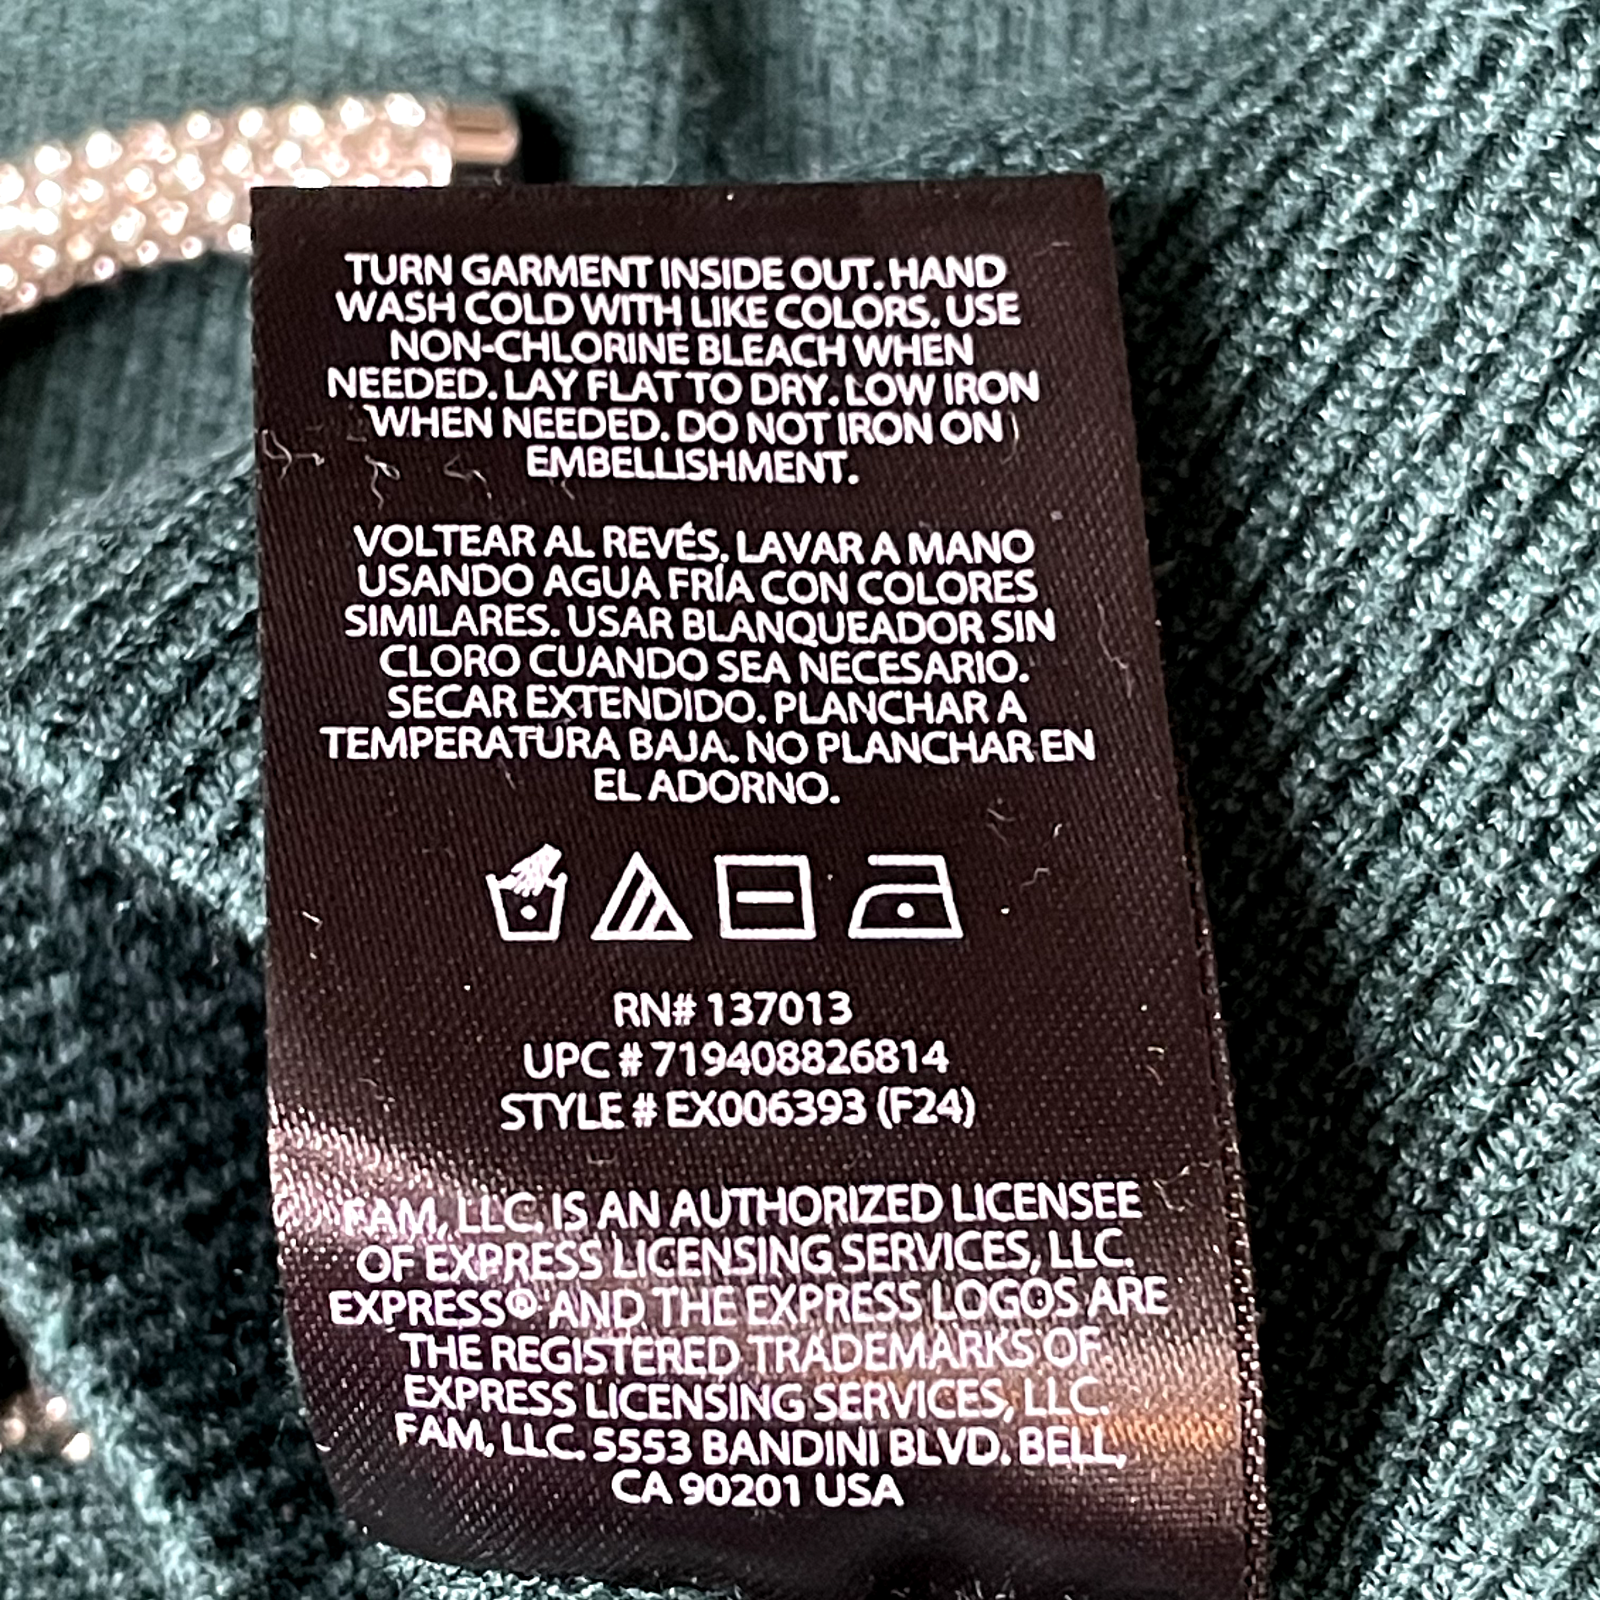 TURN GARMENT INSIDE OUT. HAND
WASH COLD WITH LIKE COLORS. USE
NON-CHLORINE BLEACH WHEN
NEEDED. LAY FLAT TO DRY. LOW IRON
WHEN NEEDED. DO NOT IRON ON
EMBELLISHMENT.
VOLTEAR AL REVÉS. LAVAR A MANO
USANDO AGUA FRÍA CON COLORES
SIMILARES. USAR BLANQUEADOR SIN
CLORO CUANDO SEA NECESARIO.
SECAR EXTENDIDO. PLANCHAR A
TEMPERATURA BAJA. NO PLANCHAR EN
EL ADORNO.
RN# 137013
UPC # 719408826814
STYLE # EX006393 (F24)
FAM, LLC. IS AN AUTHORIZED LICENSEE
OF EXPRESS LICENSING SERVICES, LLC.
EXPRESS® AND THE EXPRESS LOGOS ARE
THE REGISTERED TRADEMARKS OF
EXPRESS LICENSING SERVICES, LLC.
FAM, LLC. 5553 BANDINI BLVD. BELL,
CA 90201 USA